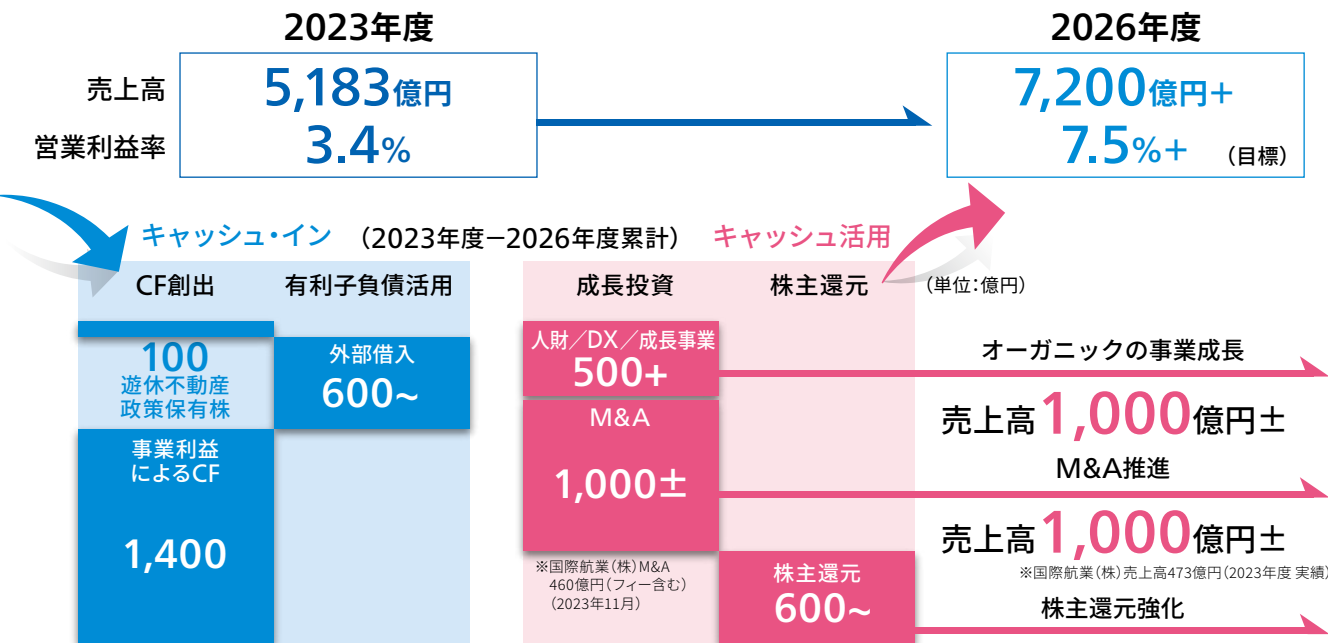 2023年度
2026年度
売上高
5,183億円
7,200億円+
営業利益率
3.4%
7.5%+ (目標)
キャッシュ・イン (2023年度−2026年度累計) キャッシュ活用
CF創出 有利子負債活用 成長投資 株主還元 (単位:億円)
100
遊休不動産
政策保有株
外部借入
600~
事業利益
によるCF
1,400
人財／DX／成長事業
500+
M&A
1,000±
※国際航業(株)M&A
460億円(フィー含む)
(2023年11月)
株主還元
600~
オーガニックの事業成長
売上高1,000億円±
M&A推進
売上高1,000億円±
※国際航業(株)売上高473億円(2023年度 実績)
株主還元強化